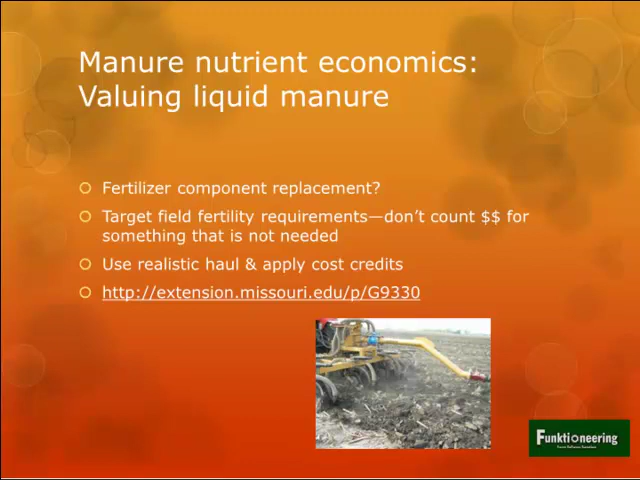 Manure nutrient economics:
Valuing liquid manure
Fertilizer component replacement?
Target field fertility requirements—don’t count $$ for
something that is not needed
Use realistic haul & apply cost credits
http://extension.missouri.edu/p/G9330
Funktioneering